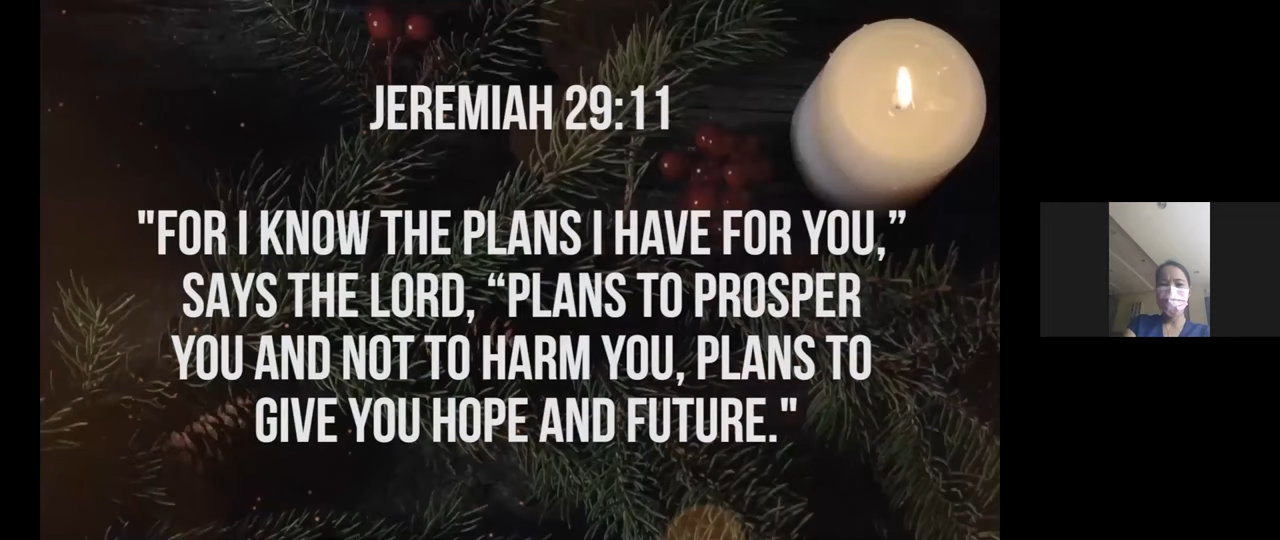 JEREMIAH 29:11
"FOR I KNOW THE PLANS I HAVE FOR YOU,”
SAYS THE LORD, “PLANS TO PROSPER
YOU AND NOT TO HARM YOU, PLANS TO
GIVE YOU HOPE AND FUTURE."